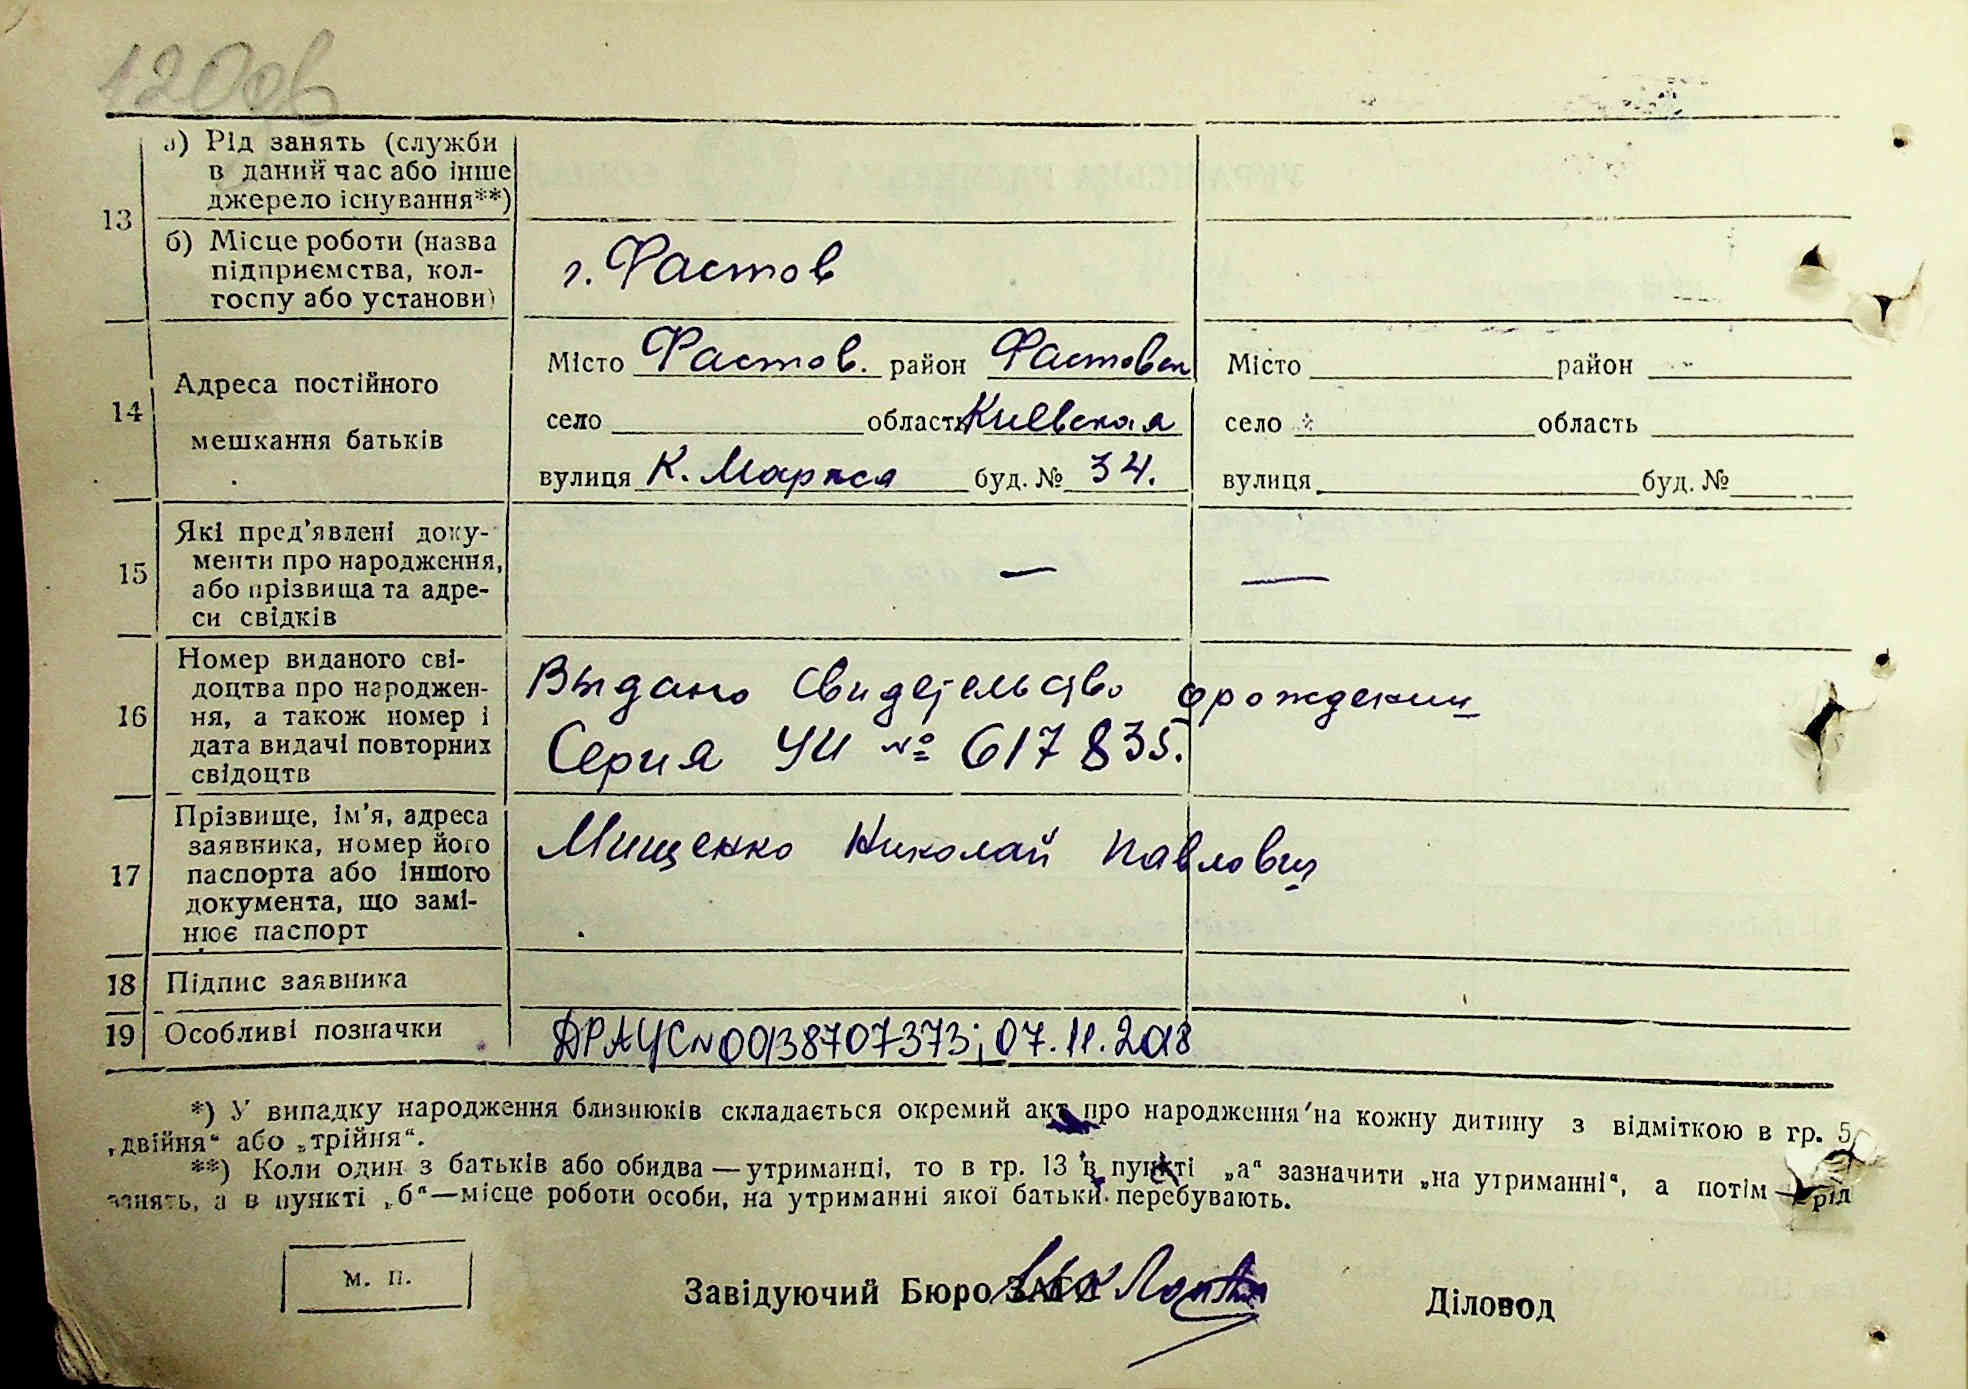 13
а) Рід занять (служби
в даний час або інше
джерело існування**)
б) Місце роботи (назва
підприємства, кол-
госпу або установи)
г. Фастов
14
Адреса постійного
мешкання батьків
Місто Фастов. район Фастовск
село область Киевская
вулиця К. Маркса буд. № 34.
Місто район
село область
вулиця буд. №
15
Які пред'явлені доку-
менти про народження,
або прізвища та адре-
си свідків
— —
16
Номер виданого сві-
доцтва про народжен-
ня, а також номер і
дата видачі повторних
свідоцтв
Выдано свидетельство о рождении
Серия УИ № 617835.
17
Прізвище, ім'я, адреса
заявника, номер його
паспорта або іншого
документа, що замі-
нює паспорт
Мищенко Николай Павлович
18 Підпис заявника
19 Особливі позначки
ДРАЦС №00138707373; 07.11.2018
*) У випадку народження близнюків складається окремий акт про народження на кожну дитину з відміткою в гр. 5
„двійня“ або „трійня“.
**) Коли один з батьків або обидва — утриманці, то в гр. 13 в пункті „а“ зазначити „на утриманні“, а потім — рід
занять, а в пункті „б“—місце роботи особи, на утриманні якої батьки перебувають.
М. П.
Завідуючий Бюро ЗАГС
Діловод